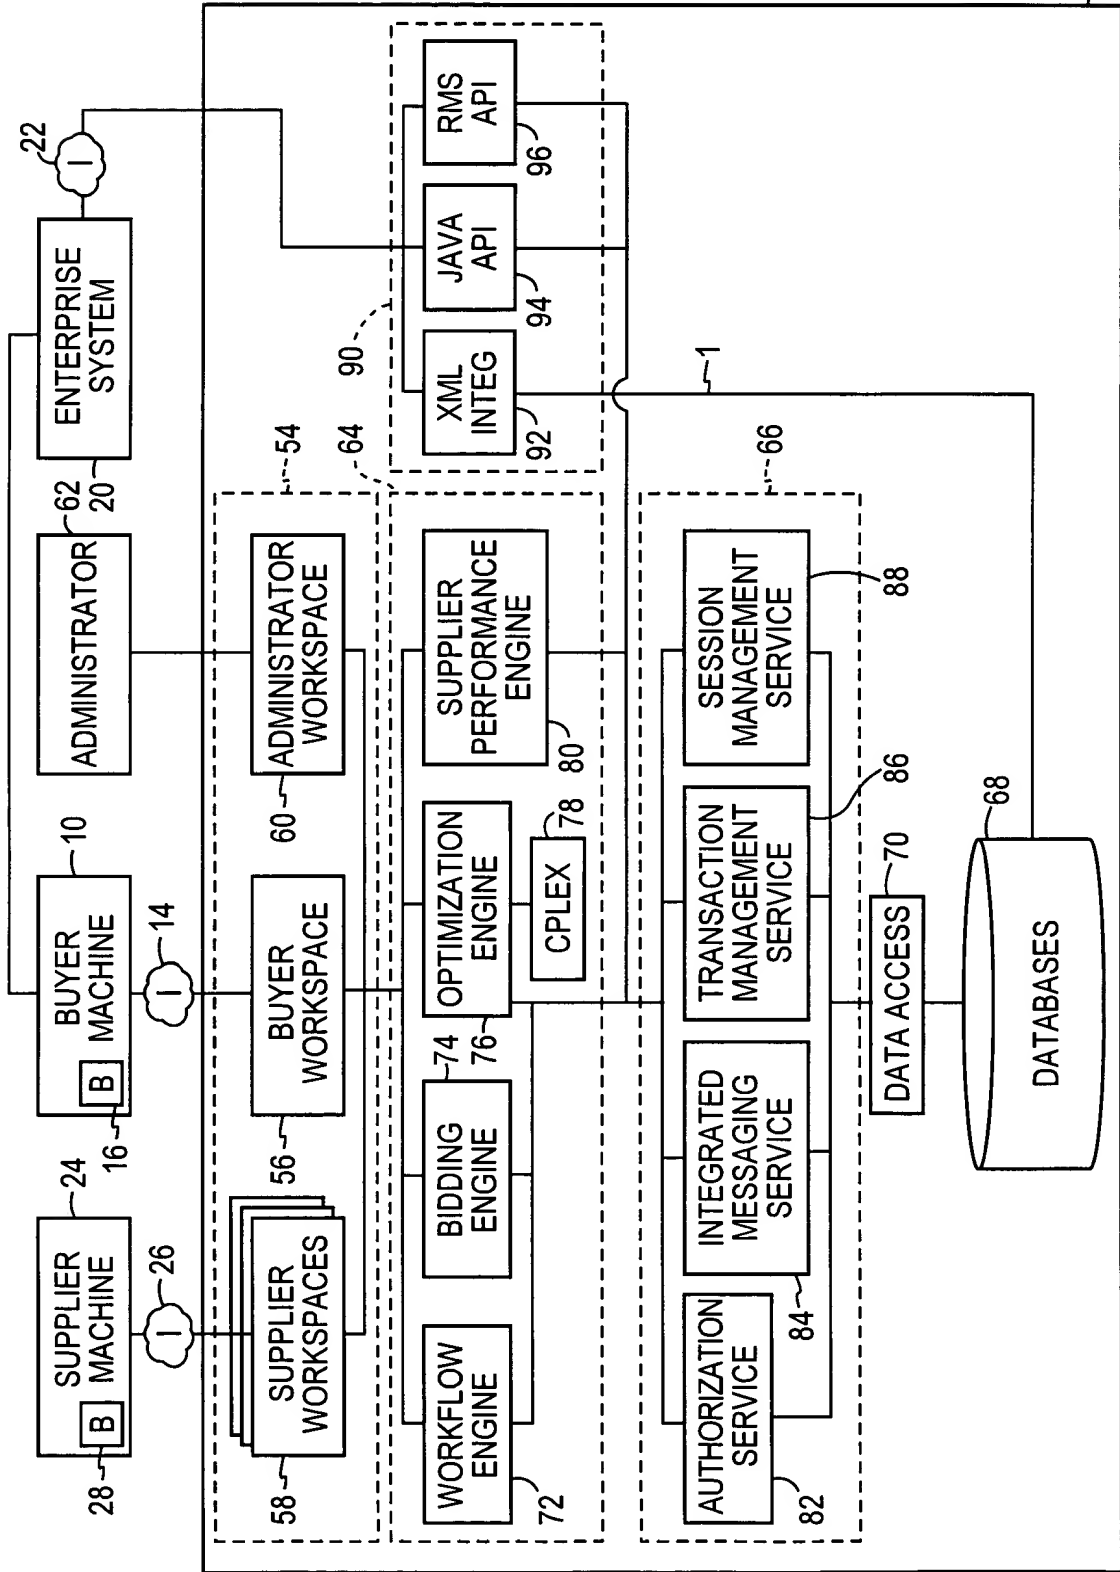 SUPPLIER
MACHINE
B
24
28
26
I
BUYER
MACHINE
B
10
16
14
I
ADMINISTRATOR
62
ENTERPRISE
SYSTEM
20
22
I
SUPPLIER
WORKSPACES
58
BUYER
WORKSPACE
56
ADMINISTRATOR
WORKSPACE
60
54
64
WORKFLOW
ENGINE
72
BIDDING
ENGINE
74
OPTIMIZATION
ENGINE
76
CPLEX
78
SUPPLIER
PERFORMANCE
ENGINE
80
90
XML
INTEG
92
JAVA
API
94
RMS
API
96
1
66
AUTHORIZATION
SERVICE
82
INTEGRATED
MESSAGING
SERVICE
84
TRANSACTION
MANAGEMENT
SERVICE
86
SESSION
MANAGEMENT
SERVICE
88
DATA ACCESS
70
DATABASES
68